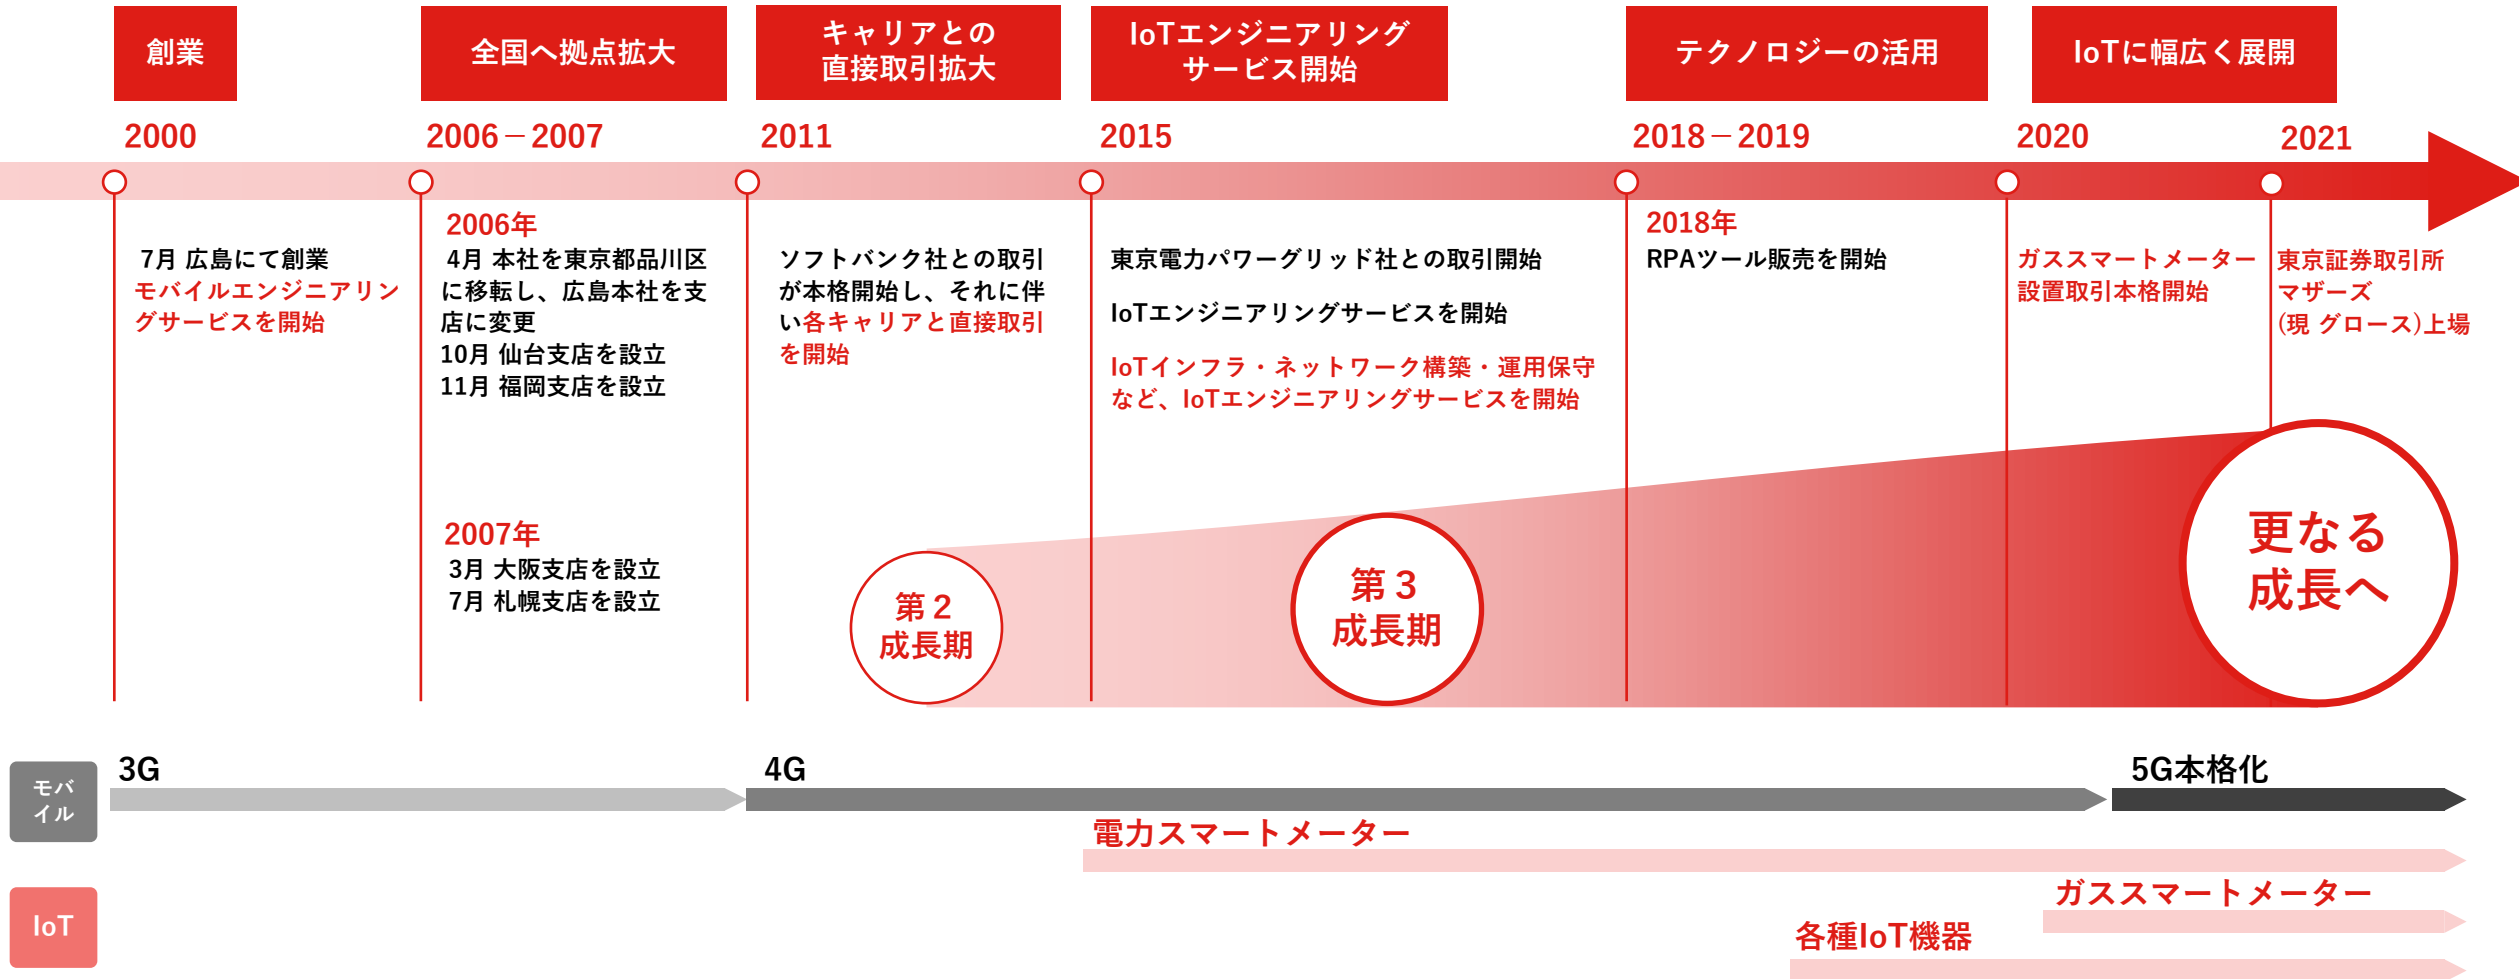 創業
全国へ拠点拡大
キャリアとの
直接取引拡大
IoTエンジニアリング
サービス開始
テクノロジーの活用
IoTに幅広く展開
2000
2006－2007
2011
2015
2018－2019
2020
2021
7月 広島にて創業
モバイルエンジニアリン
グサービスを開始
2006年
4月 本社を東京都品川区
に移転し、広島本社を支
店に変更
10月 仙台支店を設立
11月 福岡支店を設立
2007年
3月 大阪支店を設立
7月 札幌支店を設立
ソフトバンク社との取引
が本格開始し、それに伴
い各キャリアと直接取引
を開始
東京電力パワーグリッド社との取引開始
IoTエンジニアリングサービスを開始
IoTインフラ・ネットワーク構築・運用保守
など、IoTエンジニアリングサービスを開始
2018年
RPAツール販売を開始
ガススマートメーター
設置取引本格開始
東京証券取引所
マザーズ
(現 グロース)上場
第２
成長期
第３
成長期
更なる
成長へ
モバ
イル
3G
4G
5G本格化
電力スマートメーター
ガススマートメーター
IoT
各種IoT機器